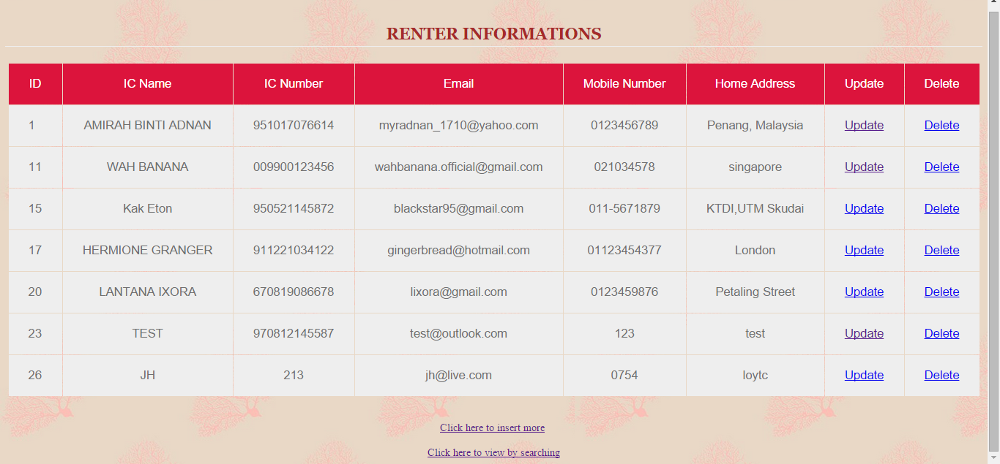 RENTER INFORMATIONS
ID IC Name IC Number Email Mobile Number Home Address Update Delete
1 AMIRAH BINTI ADNAN 951017076614 myradnan_1710@yahoo.com 0123456789 Penang, Malaysia Update Delete
11 WAH BANANA 009900123456 wahbanana.official@gmail.com 021034578 singapore Update Delete
15 Kak Eton 950521145872 blackstar95@gmail.com 011-5671879 KTDI,UTM Skudai Update Delete
17 HERMIONE GRANGER 911221034122 gingerbread@hotmail.com 01123454377 London Update Delete
20 LANTANA IXORA 670819086678 lixora@gmail.com 0123459876 Petaling Street Update Delete
23 TEST 970812145587 test@outlook.com 123 test Update Delete
26 JH 213 jh@live.com 0754 loytc Update Delete
Click here to insert more
Click here to view by searching